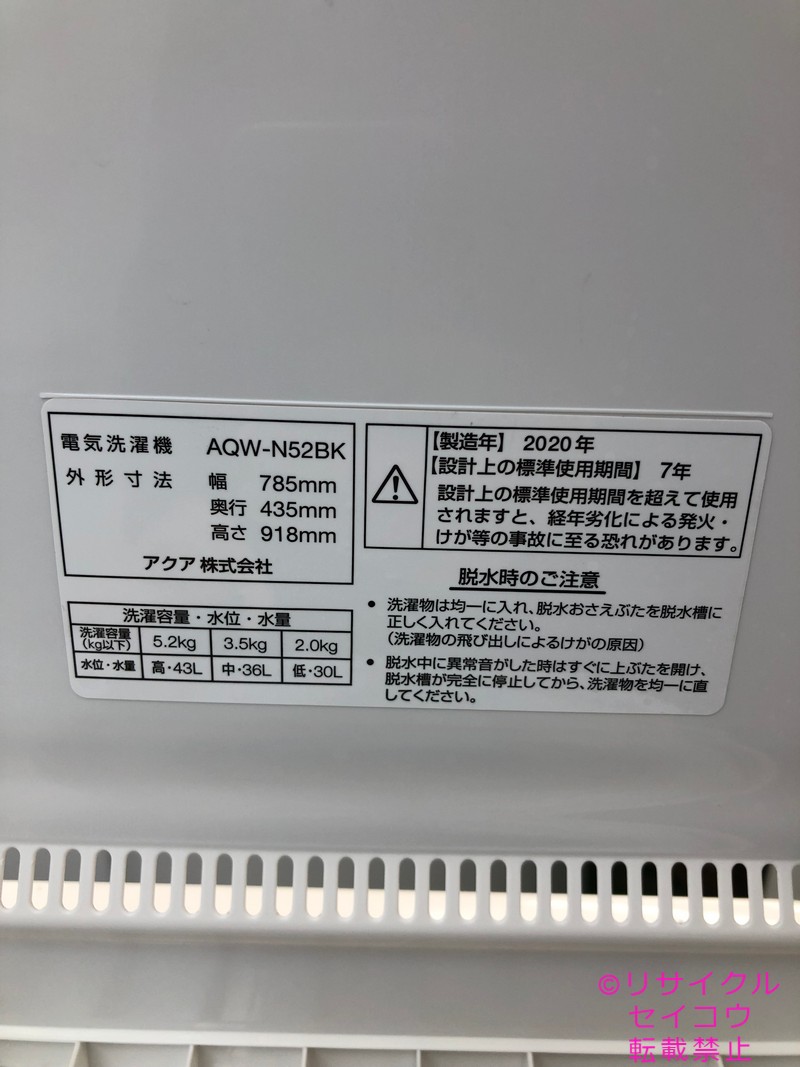 電気洗濯機 AQW-N52BK
外形寸法 幅 785mm
奥行 435mm
高さ 918mm
アクア株式会社
【製造年】 2020年
【設計上の標準使用期間】 7年
設計上の標準使用期間を超えて使用
されますと、経年劣化による発火・
けが等の事故に至る恐れがあります。
洗濯容量・水位・水量
洗濯容量(kg以下) 5.2kg 3.5kg 2.0kg
水位・水量 高・43L 中・36L 低・30L
脱水時のご注意
• 洗濯物は均一に入れ、脱水おさえぶたを脱水槽に
正しく入れてください。
(洗濯物の飛び出しによるけがの原因)
• 脱水中に異常音がした時はすぐに上ぶたを開け、
脱水槽が完全に停止してから、洗濯物を均一に直
してください。
©リサイクル
セイコウ
転載禁止